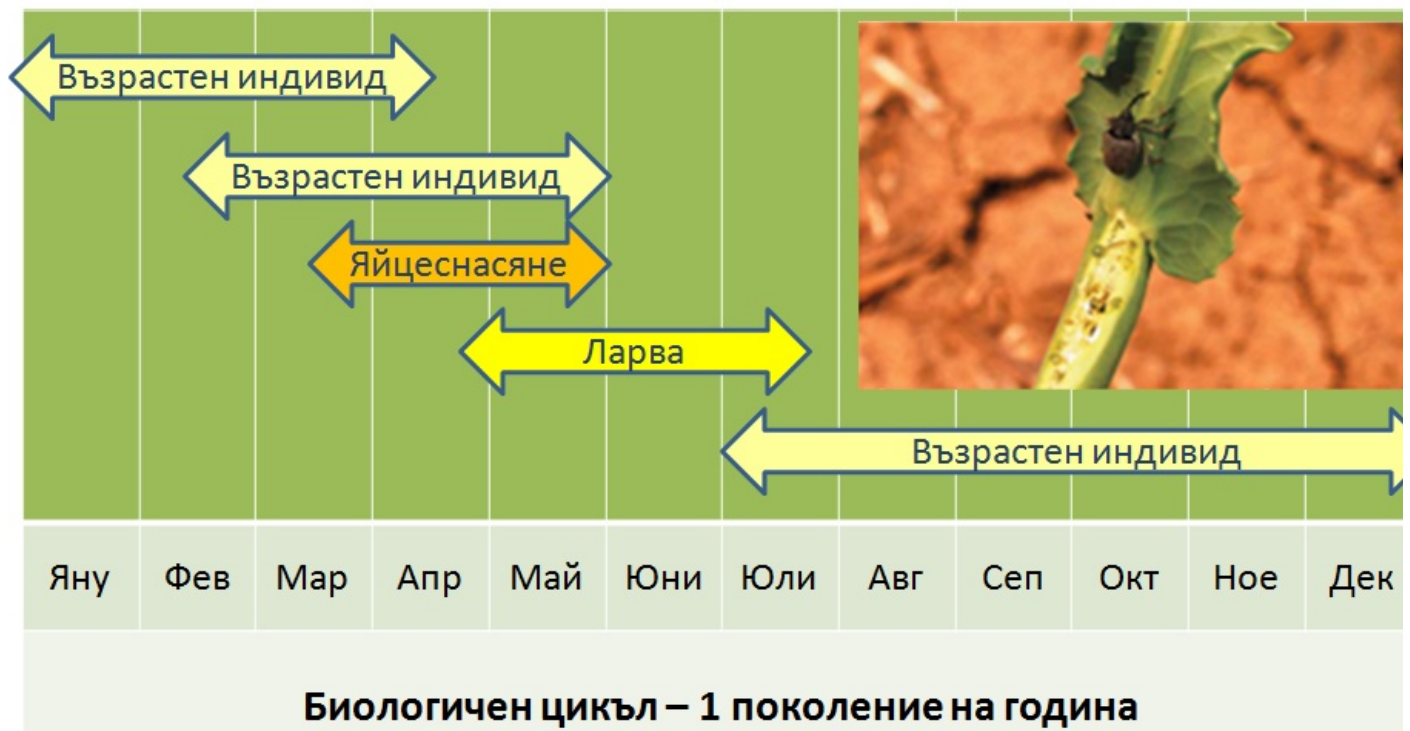 Възрастен индивид
Възрастен индивид
Яйцеснасяне
Ларва
Възрастен индивид
Яну Фев Мар Апр Май Юни Юли Авг Сеп Окт Ное Дек
Биологичен цикъл – 1 поколение на година